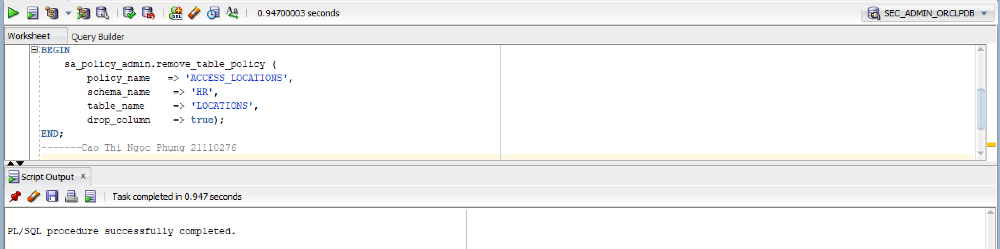 0.94700003 seconds
SEC_ADMIN_ORCLPDB
Worksheet
Query Builder
BEGIN
sa_policy_admin.remove_table_policy (
policy_name => 'ACCESS_LOCATIONS',
schema_name => 'HR',
table_name => 'LOCATIONS',
drop_column => true);
END;
-------Cao Thị Ngọc Phụng 21110276
Script Output x
Task completed in 0.947 seconds
PL/SQL procedure successfully completed.